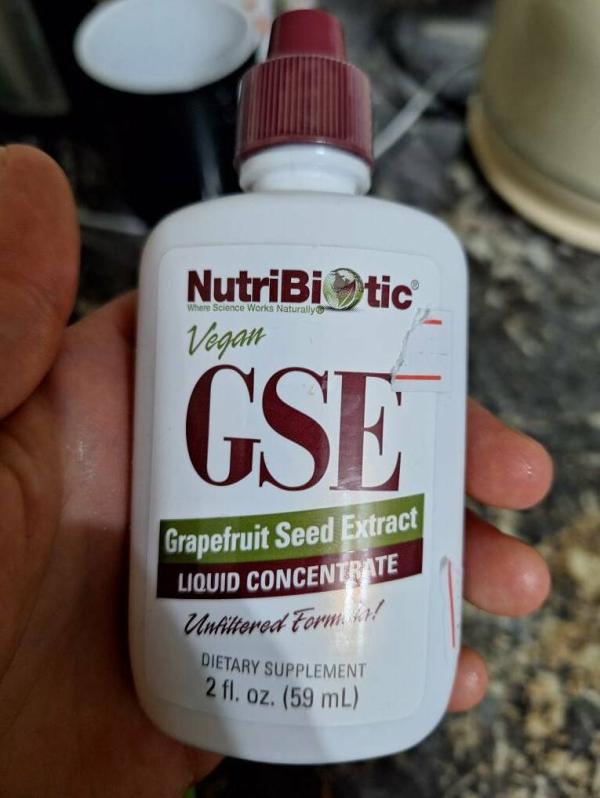 NutriBiotic®
Where Science Works Naturally®
Vegan
GSE
Grapefruit Seed Extract
LIQUID CONCENTRATE
Unfiltered Formula!
DIETARY SUPPLEMENT
2 fl. oz. (59 mL)